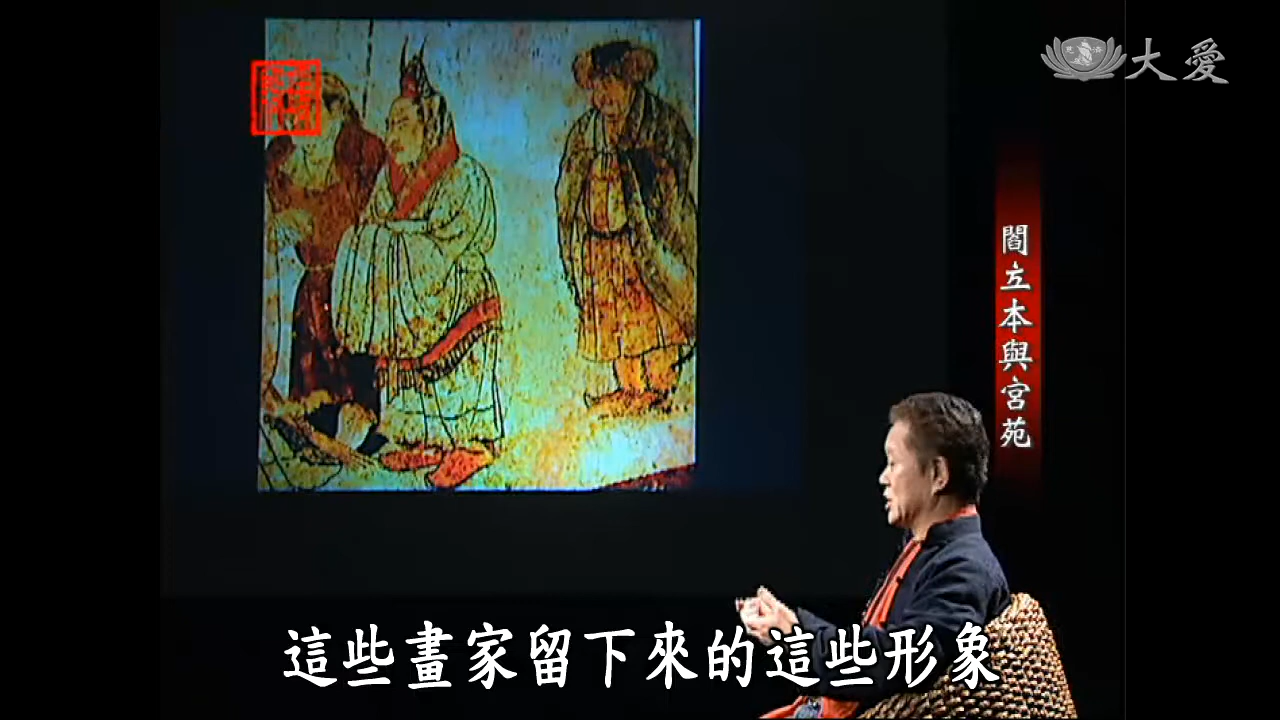 大愛
閻立本與宮苑
這些畫家留下來的這些形象